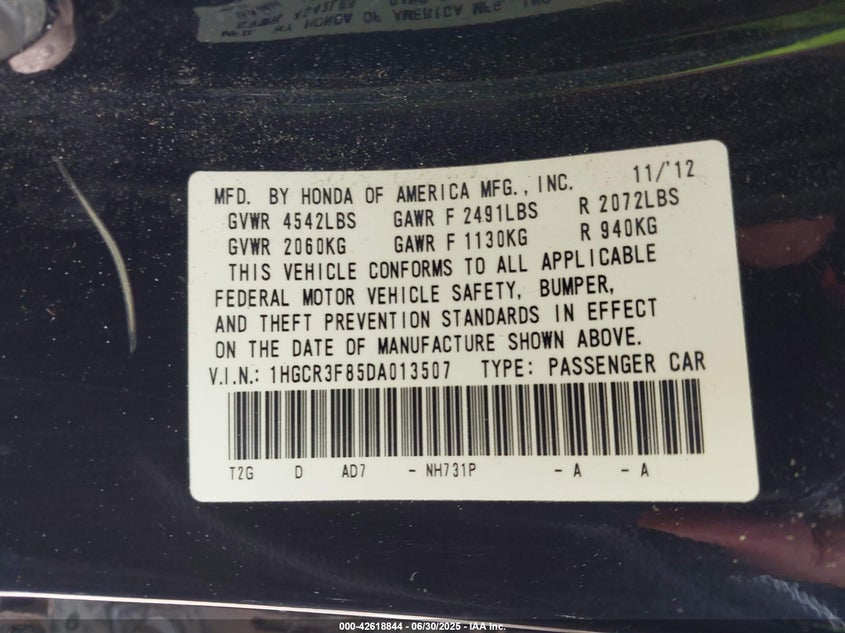 MFD. BY HONDA OF AMERICA MFG., INC. 11/'12
GVWR 4542LBS GAWR F 2491LBS R 2072LBS
GVWR 2060KG GAWR F 1130KG R 940KG
THIS VEHICLE CONFORMS TO ALL APPLICABLE
FEDERAL MOTOR VEHICLE SAFETY, BUMPER,
AND THEFT PREVENTION STANDARDS IN EFFECT
ON THE DATE OF MANUFACTURE SHOWN ABOVE.
V.I.N.: 1HGCR3F85DA013507 TYPE: PASSENGER CAR
T2G D AD7 - NH731P - A - A
000-42618844 - 06/30/2025 - IAA Inc.